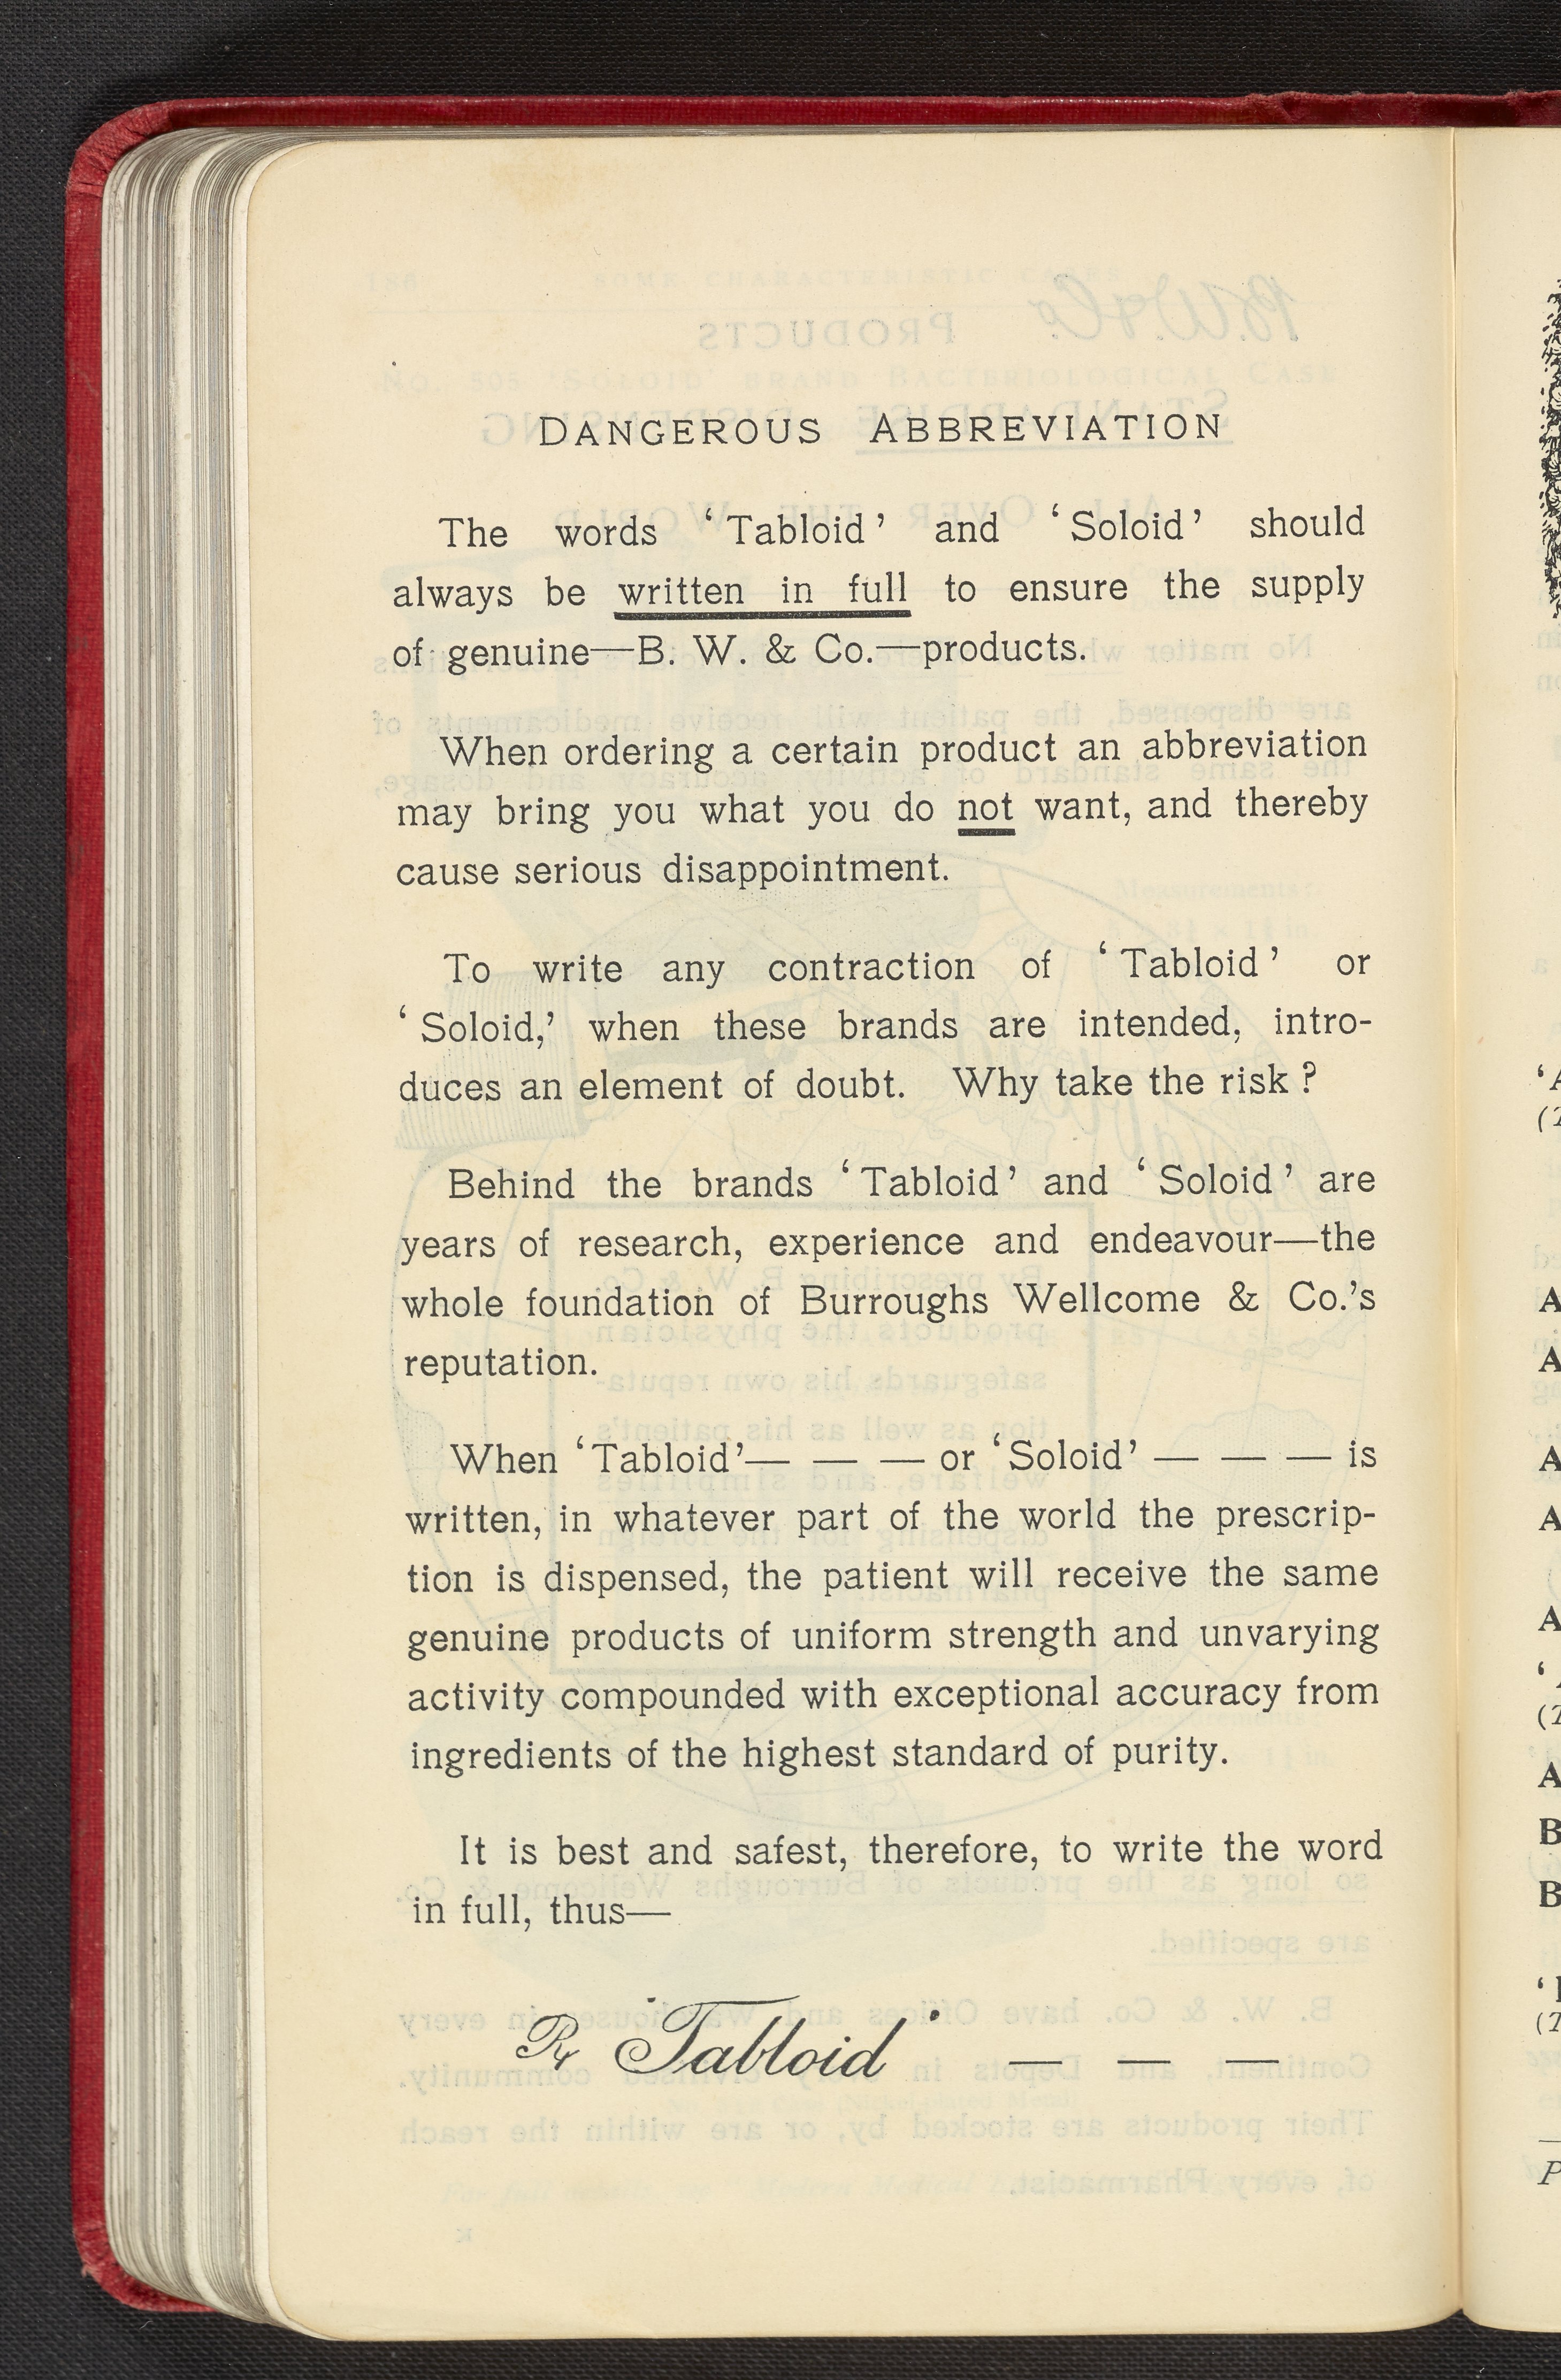 DANGEROUS ABBREVIATION
The words ‘Tabloid’ and ‘Soloid’ should
always be written in full to ensure the supply
of genuine—B. W. & Co.—products.
When ordering a certain product an abbreviation
may bring you what you do not want, and thereby
cause serious disappointment.
To write any contraction of ‘Tabloid’ or
‘Soloid,’ when these brands are intended, intro-
duces an element of doubt. Why take the risk?
Behind the brands ‘Tabloid’ and ‘Soloid’ are
years of research, experience and endeavour—the
whole foundation of Burroughs Wellcome & Co.’s
reputation.
When ‘Tabloid’— — — or ‘Soloid’ — — — is
written, in whatever part of the world the prescrip-
tion is dispensed, the patient will receive the same
genuine products of uniform strength and unvarying
activity compounded with exceptional accuracy from
ingredients of the highest standard of purity.
It is best and safest, therefore, to write the word
in full, thus—
℞ ‘Tabloid’ — — —